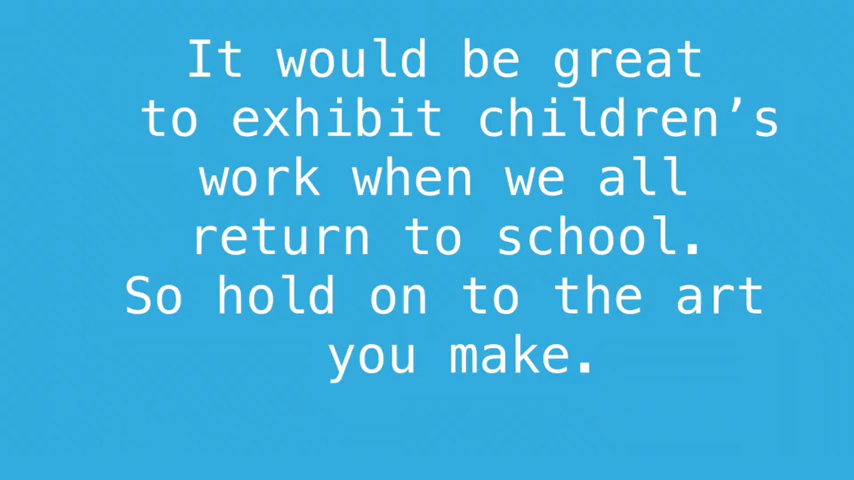 It would be great
to exhibit children’s
work when we all
return to school.
So hold on to the art
you make.